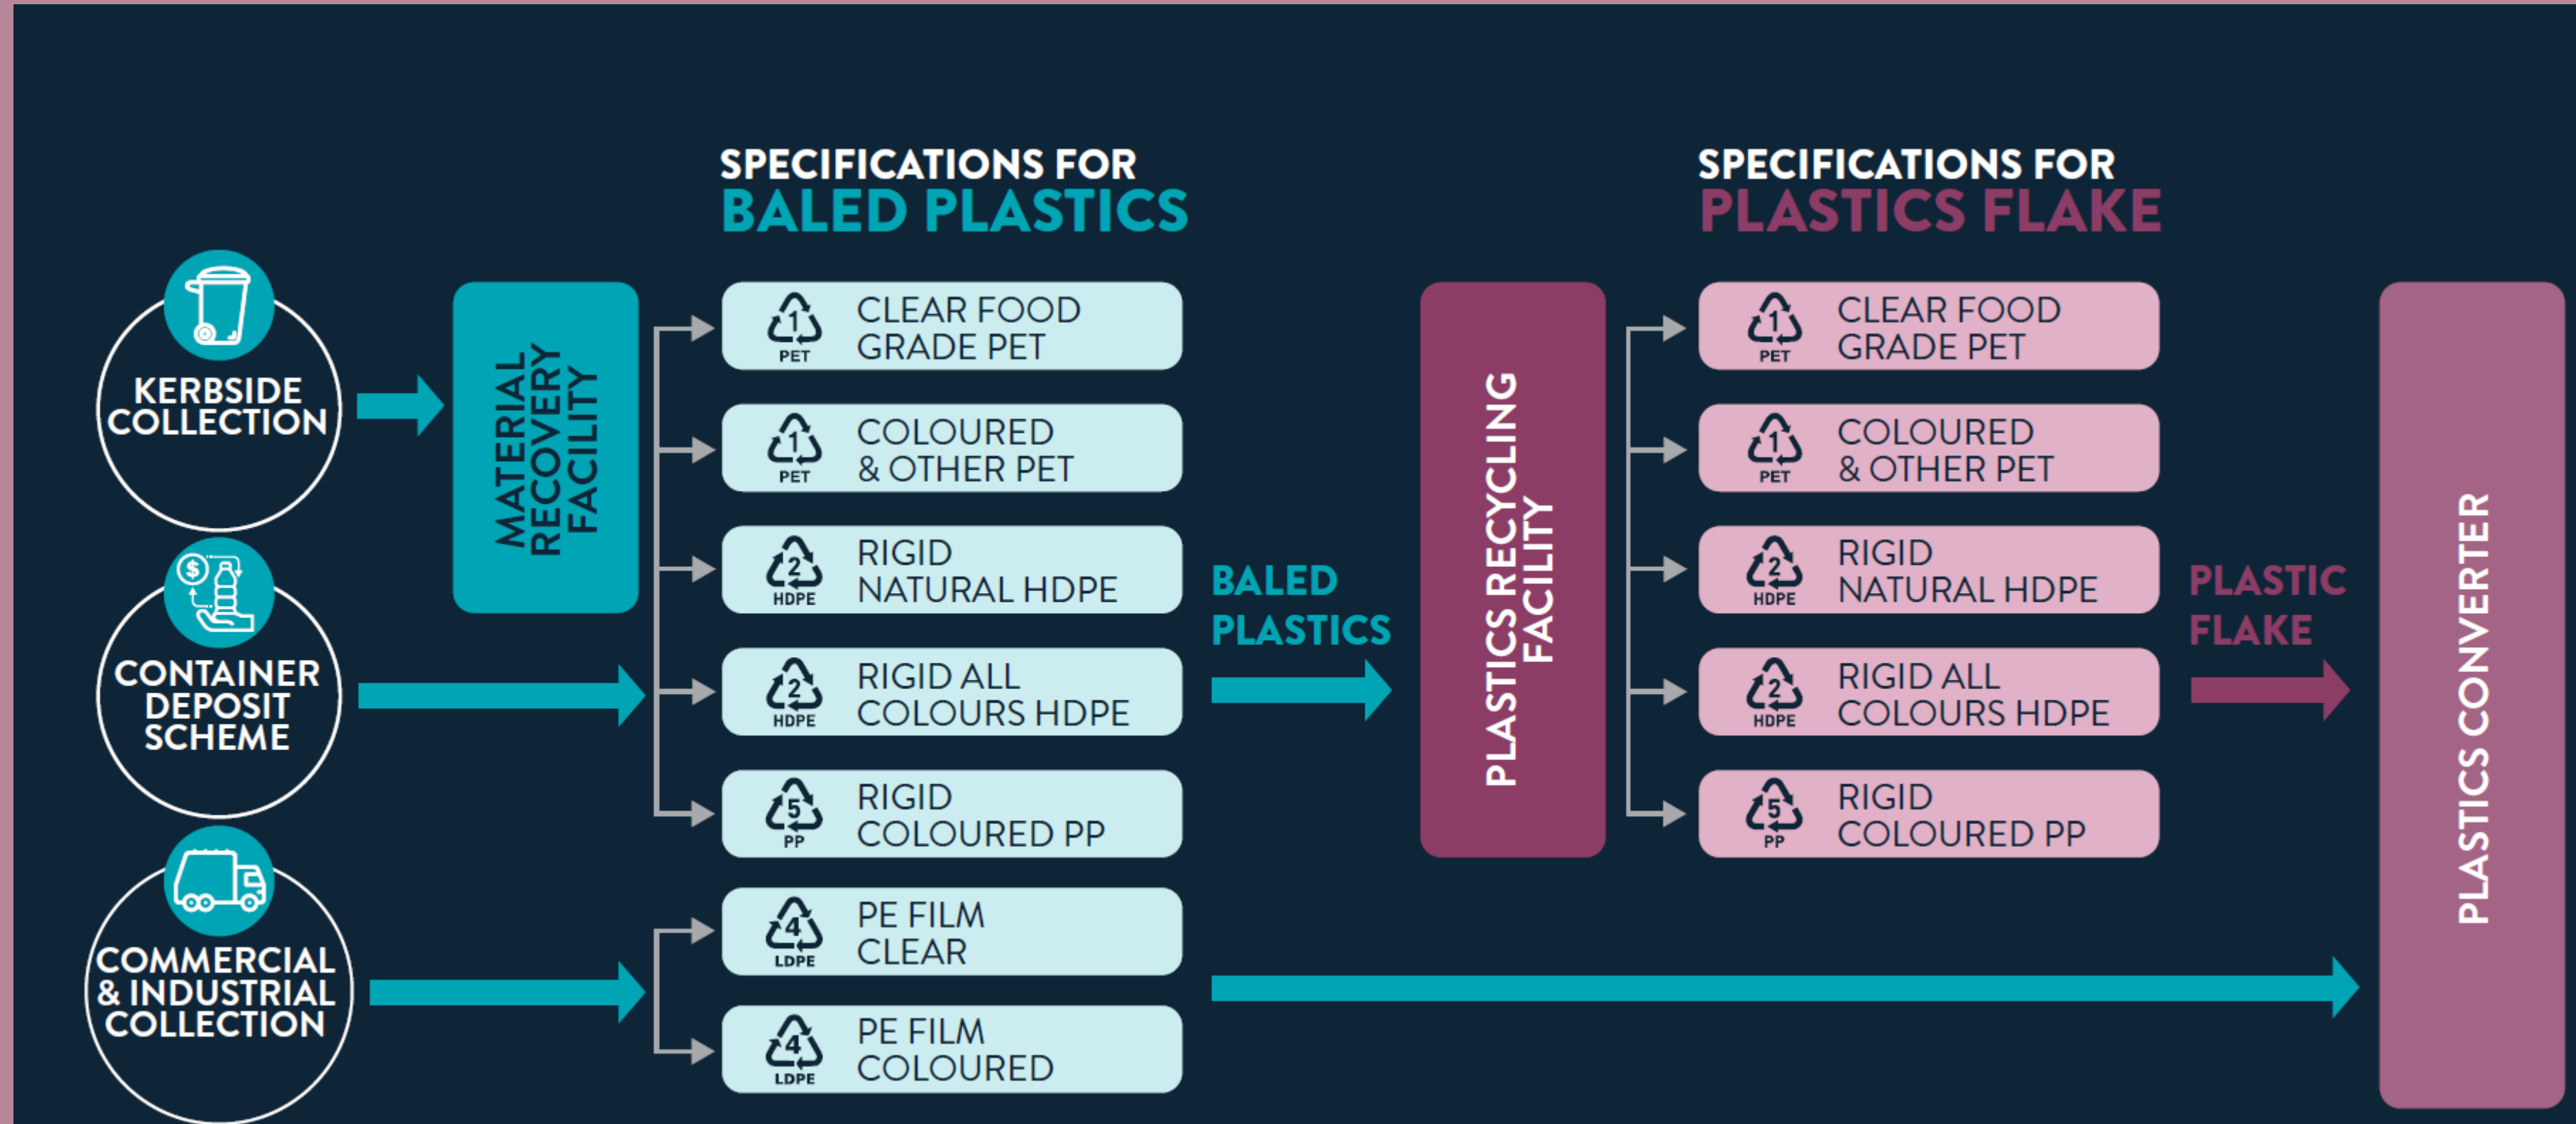 SPECIFICATIONS FOR
BALED PLASTICS
SPECIFICATIONS FOR
PLASTICS FLAKE
KERBSIDE
COLLECTION
CONTAINER
DEPOSIT
SCHEME
$
COMMERCIAL
& INDUSTRIAL
COLLECTION
MATERIAL
RECOVERY
FACILITY
1
PET
CLEAR FOOD
GRADE PET
1
PET
COLOURED
& OTHER PET
2
HDPE
RIGID
NATURAL HDPE
2
HDPE
RIGID ALL
COLOURS HDPE
5
PP
RIGID
COLOURED PP
4
LDPE
PE FILM
CLEAR
4
LDPE
PE FILM
COLOURED
BALED
PLASTICS
PLASTICS RECYCLING
FACILITY
1
PET
CLEAR FOOD
GRADE PET
1
PET
COLOURED
& OTHER PET
2
HDPE
RIGID
NATURAL HDPE
2
HDPE
RIGID ALL
COLOURS HDPE
5
PP
RIGID
COLOURED PP
PLASTIC
FLAKE
PLASTICS CONVERTER